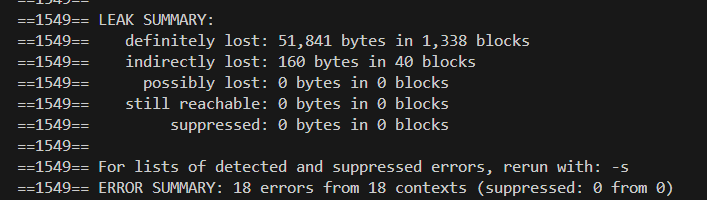 ==1549== LEAK SUMMARY:
==1549==    definitely lost: 51,841 bytes in 1,338 blocks
==1549==    indirectly lost: 160 bytes in 40 blocks
==1549==      possibly lost: 0 bytes in 0 blocks
==1549==    still reachable: 0 bytes in 0 blocks
==1549==         suppressed: 0 bytes in 0 blocks
==1549==
==1549== For lists of detected and suppressed errors, rerun with: -s
==1549== ERROR SUMMARY: 18 errors from 18 contexts (suppressed: 0 from 0)